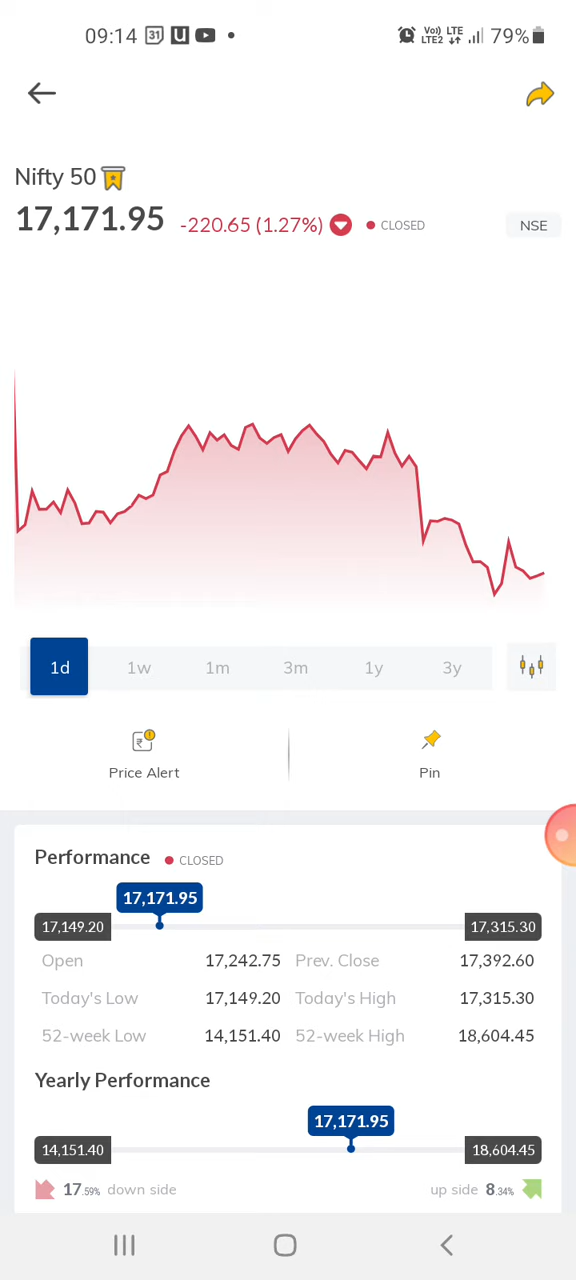 09:14 31 U Vo) LTE LTE2 79%
Nifty 50
17,171.95 -220.65 (1.27%) CLOSED NSE
1d 1w 1m 3m 1y 3y
Price Alert Pin
Performance CLOSED
17,171.95
17,149.20 17,315.30
Open 17,242.75 Prev. Close 17,392.60
Today's Low 17,149.20 Today's High 17,315.30
52-week Low 14,151.40 52-week High 18,604.45
Yearly Performance
17,171.95
14,151.40 18,604.45
17.59% down side up side 8.34%